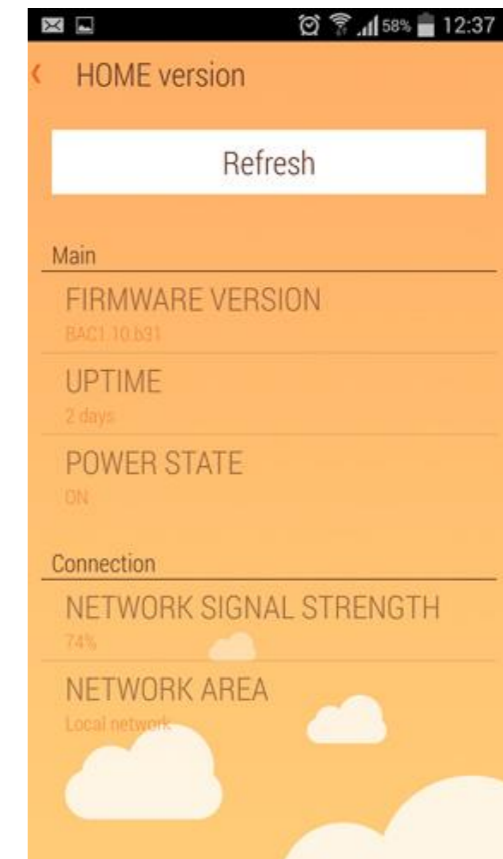 58% 12:37
HOME version
Refresh
Main
FIRMWARE VERSION
BAC1.10.b31
UPTIME
2 days
POWER STATE
ON
Connection
NETWORK SIGNAL STRENGTH
74%
NETWORK AREA
Local network